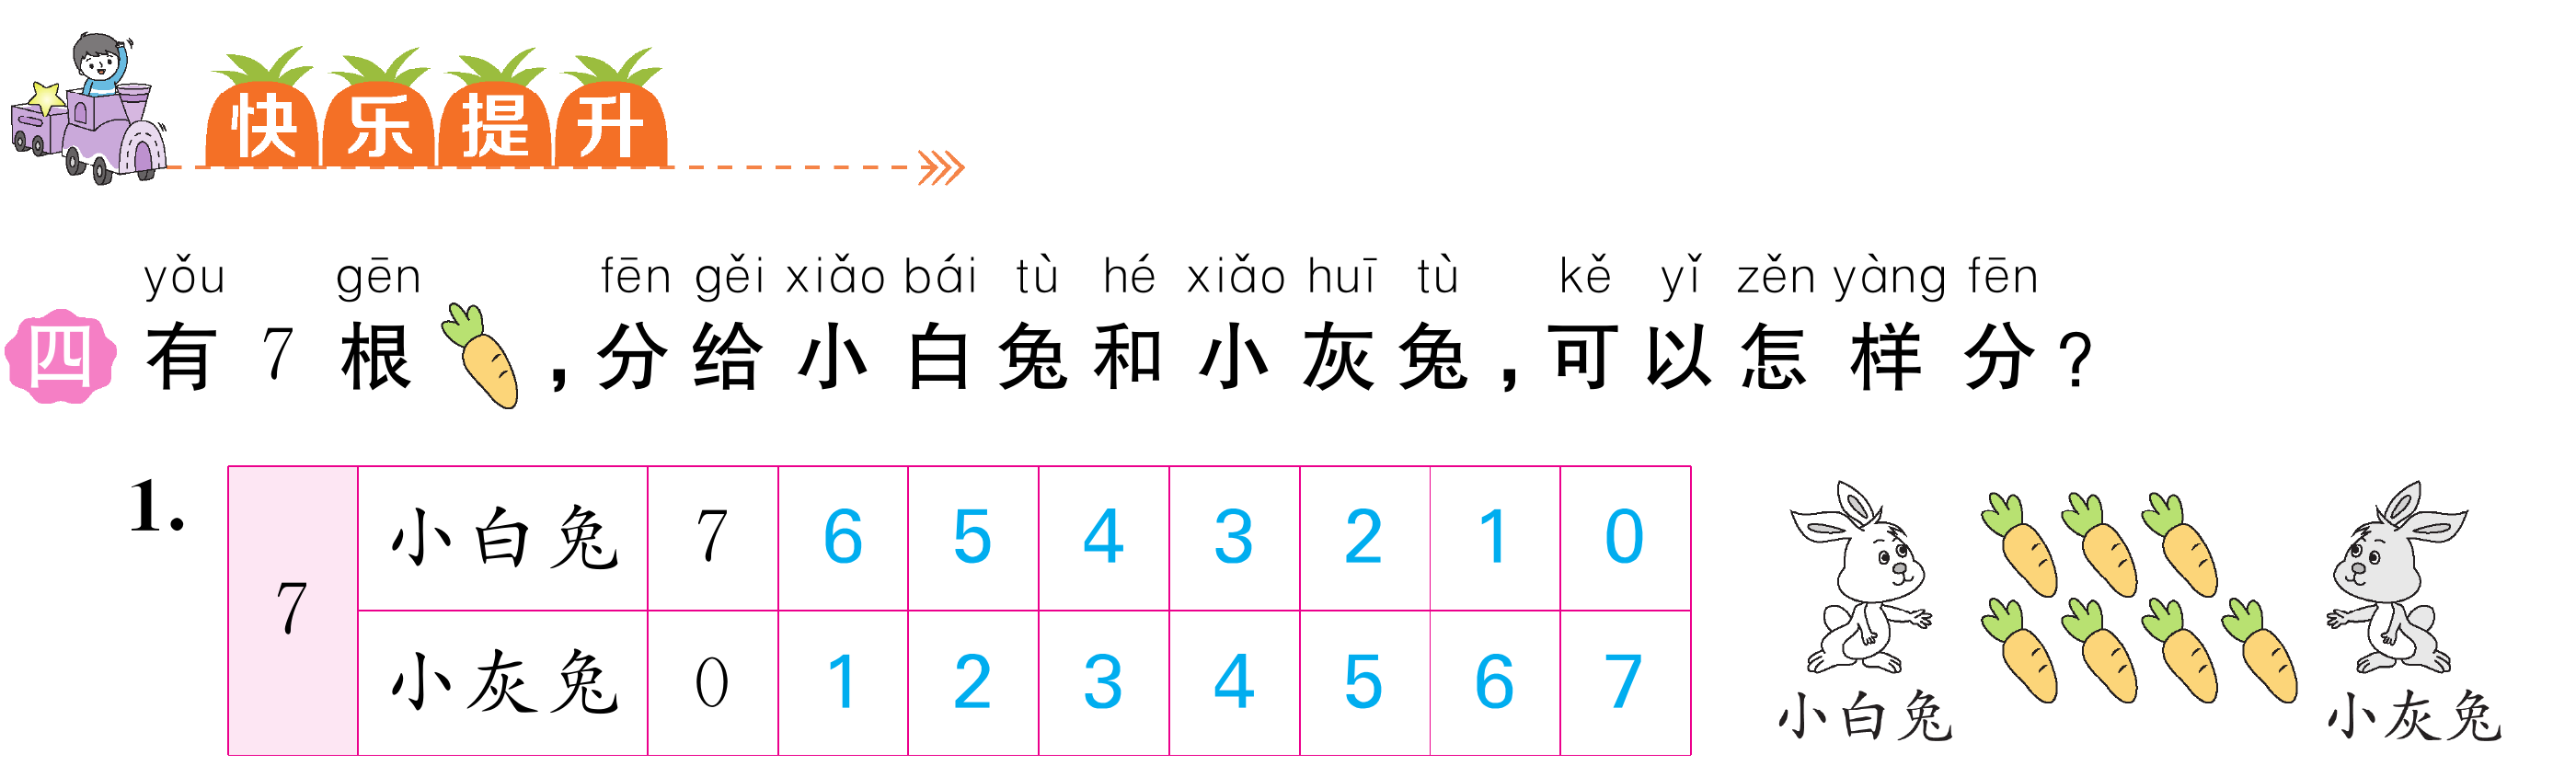 快乐提升
yǒu gēn fēn gěi xiǎo bái tù hé xiǎo huī tù kě yǐ zěn yàng fēn
四 有 7 根 ,分给小白兔和小灰兔,可以怎样分?
1. 7 小白兔 7 6 5 4 3 2 1 0
小灰兔 0 1 2 3 4 5 6 7
小白兔 小灰兔